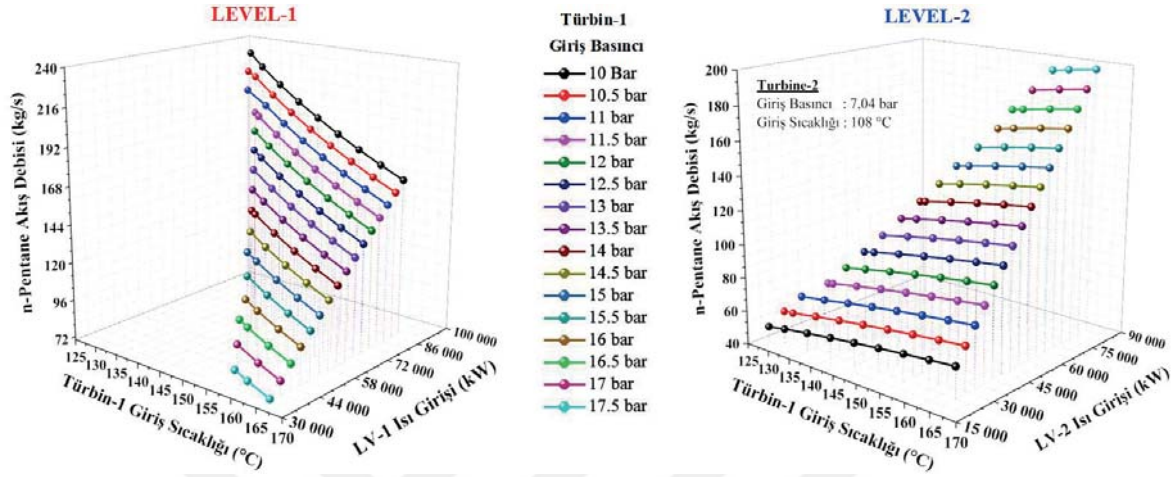 LEVEL-1
n-Pentane Akış Debisi (kg/s)
240
216
192
168
144
120
96
72
125
130
135
140
145
150
155
160
165
170
Türbin-1 Giriş Sıcaklığı (°C)
30 000
44 000
58 000
72 000
86 000
100 000
LV-1 Isı Girişi (kW)
Türbin-1
Giriş Basıncı
10 Bar
10.5 bar
11 bar
11.5 bar
12 bar
12.5 bar
13 bar
13.5 bar
14 bar
14.5 bar
15 bar
15.5 bar
16 bar
16.5 bar
17 bar
17.5 bar
LEVEL-2
Turbine-2
Giriş Basıncı : 7,04 bar
Giriş Sıcaklığı : 108 °C
n-Pentane Akış Debisi (kg/s)
200
180
160
140
120
100
80
60
40
125
130
135
140
145
150
155
160
165
170
Türbin-1 Giriş Sıcaklığı (°C)
15 000
30 000
45 000
60 000
75 000
90 000
LV-2 Isı Girişi (kW)